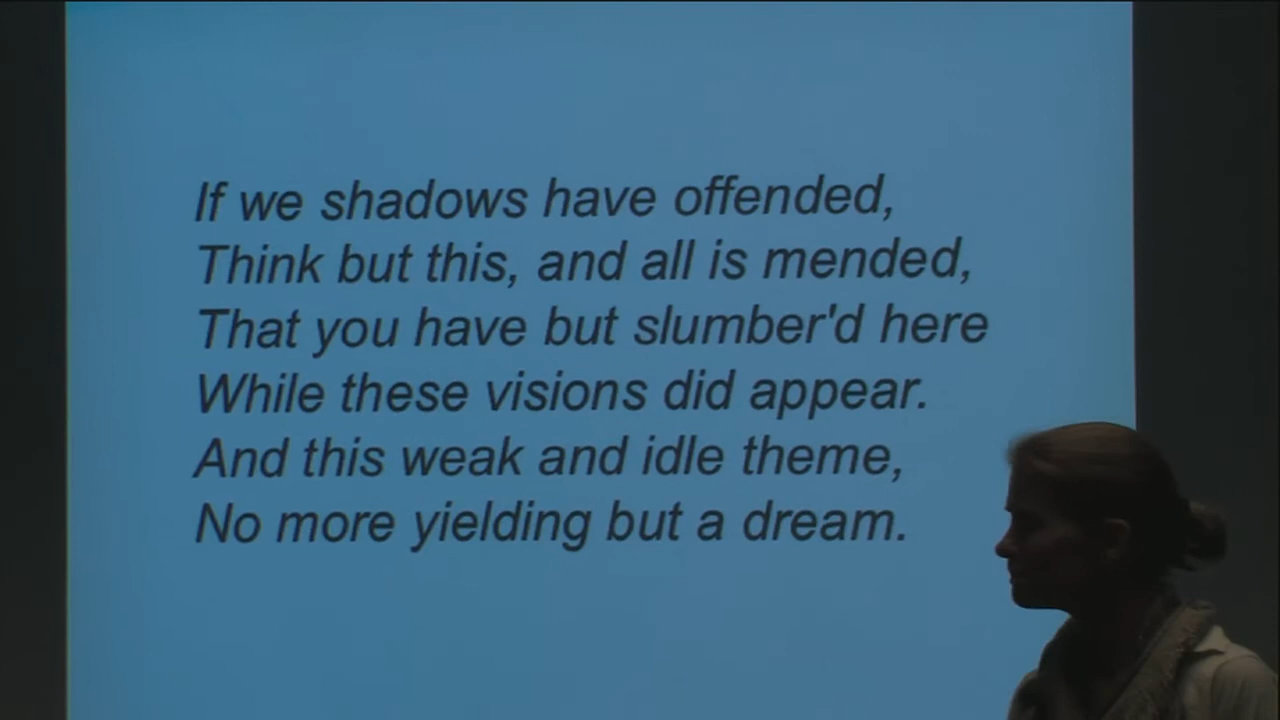 If we shadows have offended,
Think but this, and all is mended,
That you have but slumber'd here
While these visions did appear.
And this weak and idle theme,
No more yielding but a dream.